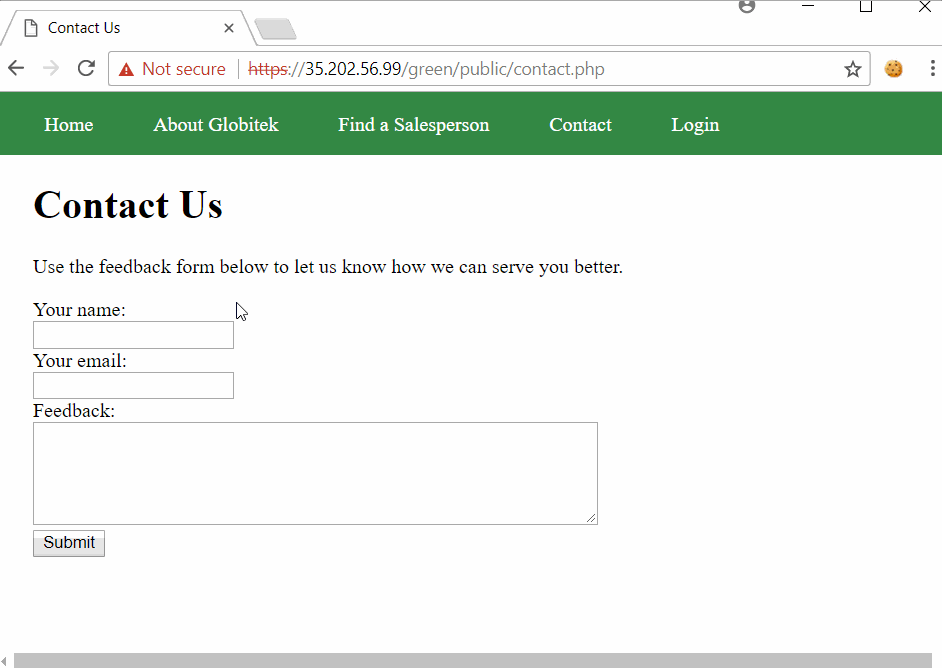 Contact Us
Not secure https://35.202.56.99/green/public/contact.php
Home About Globitek Find a Salesperson Contact Login
Contact Us
Use the feedback form below to let us know how we can serve you better.
Your name:
Your email:
Feedback:
Submit